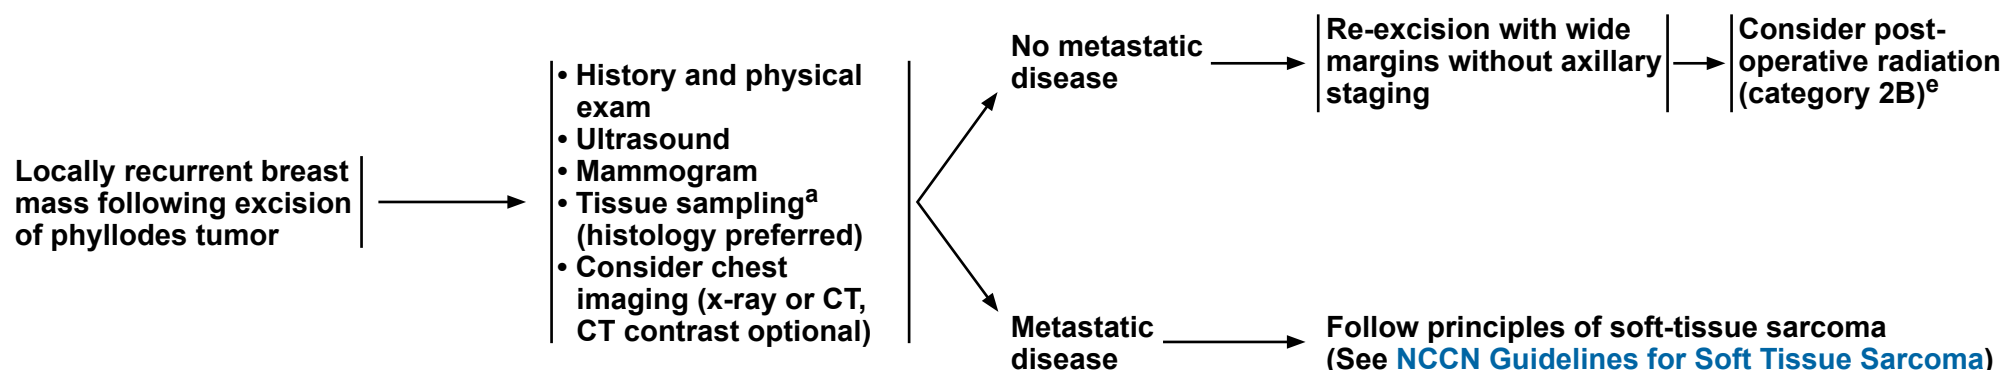 Locally recurrent breast
mass following excision
of phyllodes tumor
• History and physical
exam
• Ultrasound
• Mammogram
• Tissue samplingᵃ
(histology preferred)
• Consider chest
imaging (x-ray or CT,
CT contrast optional)
No metastatic
disease
Re-excision with wide
margins without axillary
staging
Consider post-
operative radiation
(category 2B)ᵉ
Metastatic
disease
Follow principles of soft-tissue sarcoma
(See NCCN Guidelines for Soft Tissue Sarcoma)